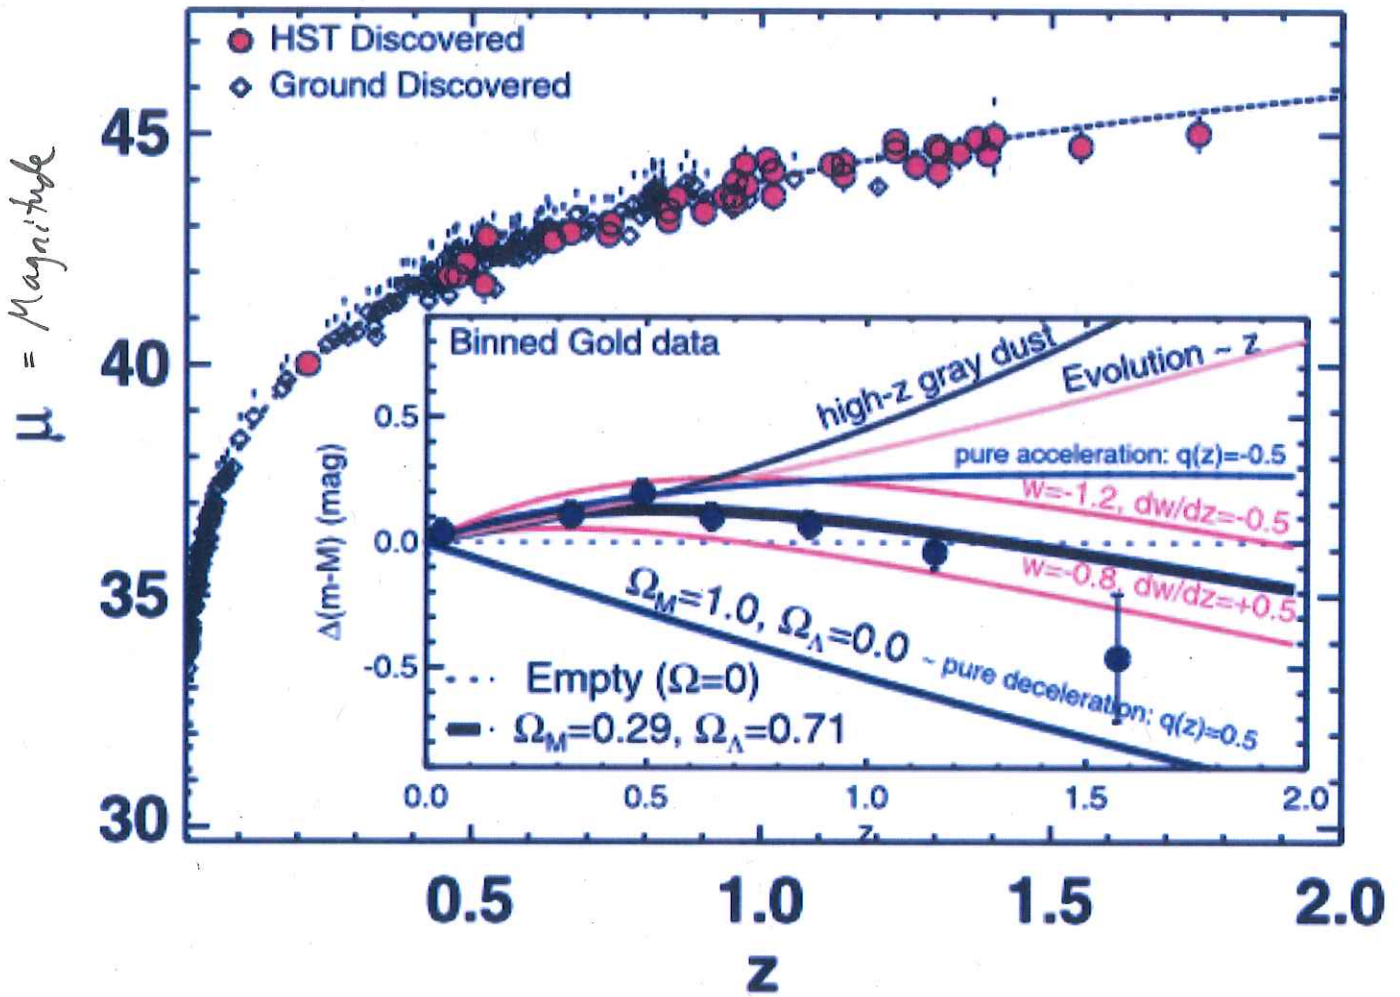 HST Discovered
Ground Discovered
45
40
35
30
μ = Magnitude
Binned Gold data
high-z gray dust
Evolution ~ z
pure acceleration: q(z)=-0.5
w=-1.2, dw/dz=-0.5
w=-0.8, dw/dz=+0.5
Ω_M=1.0, Ω_Λ=0.0
~ pure deceleration: q(z)=0.5
Empty (Ω=0)
Ω_M=0.29, Ω_Λ=0.71
Δ(m-M) (mag)
0.5
0.0
-0.5
0.0 0.5 1.0 1.5 2.0
z
0.5 1.0 1.5 2.0
z